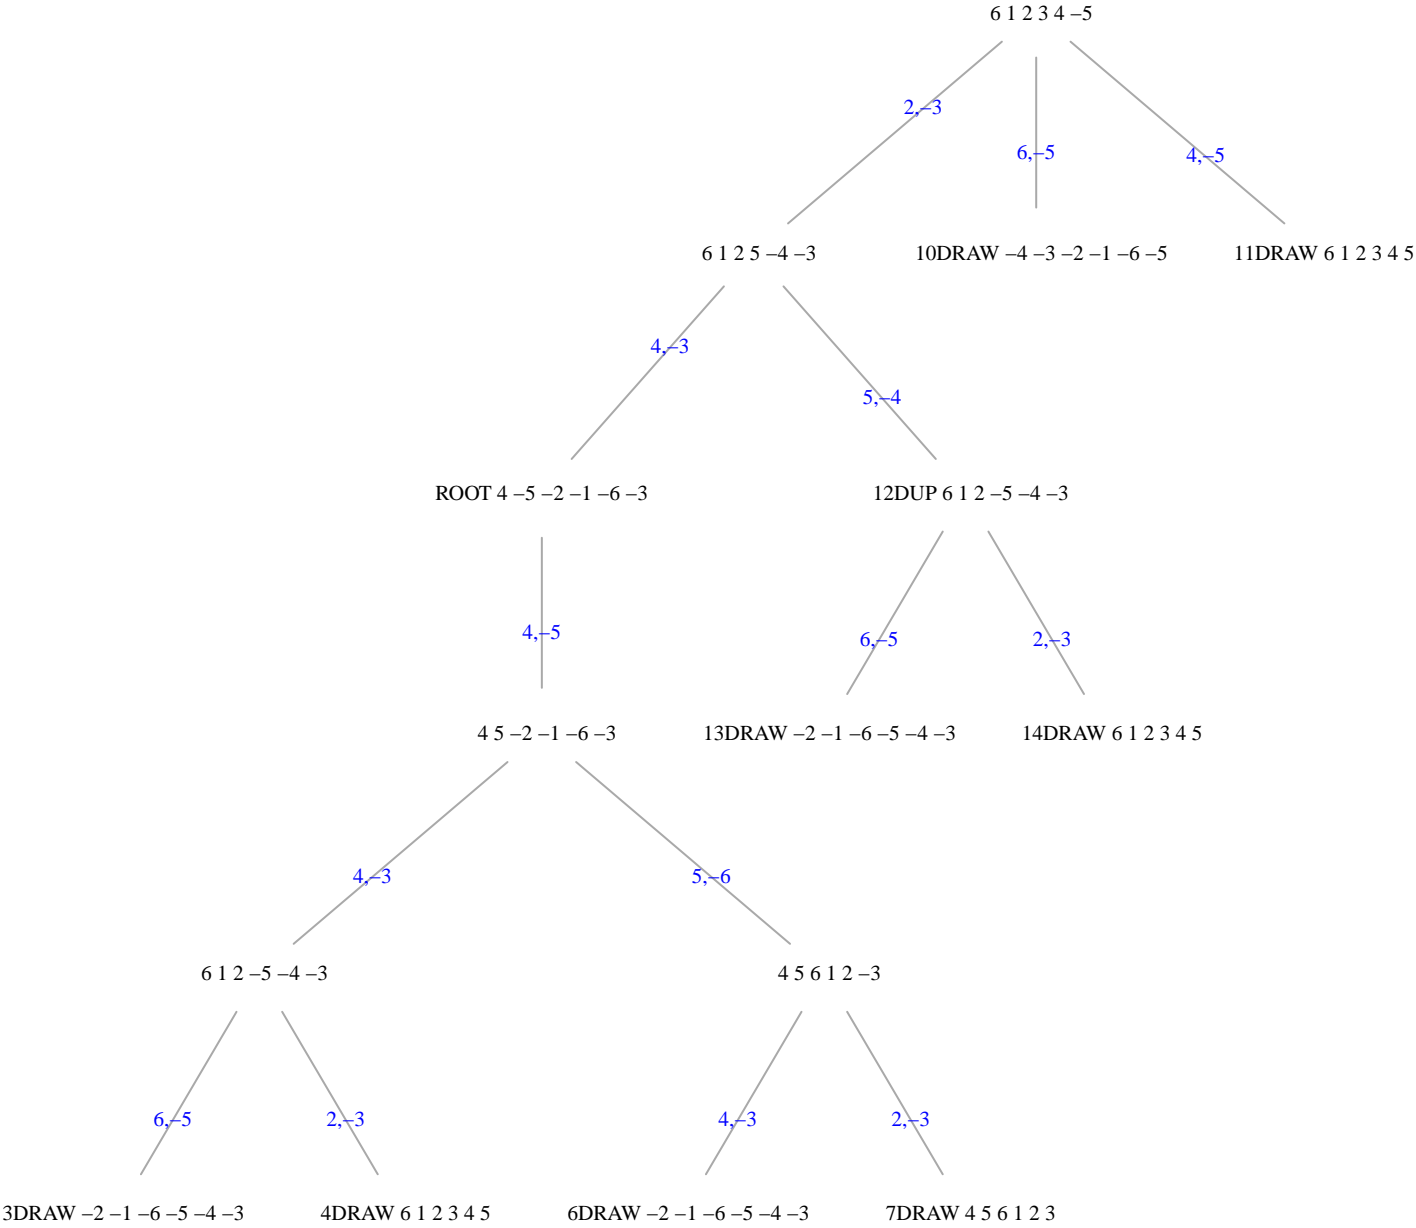 6 1 2 3 4 –5
2,–3
6,–5
4,–5
6 1 2 5 –4 –3
10DRAW –4 –3 –2 –1 –6 –5
11DRAW 6 1 2 3 4 5
4,–3
5,–4
ROOT 4 –5 –2 –1 –6 –3
12DUP 6 1 2 –5 –4 –3
4,–5
6,–5
2,–3
4 5 –2 –1 –6 –3
13DRAW –2 –1 –6 –5 –4 –3
14DRAW 6 1 2 3 4 5
4,–3
5,–6
6 1 2 –5 –4 –3
4 5 6 1 2 –3
6,–5
2,–3
4,–3
2,–3
3DRAW –2 –1 –6 –5 –4 –3
4DRAW 6 1 2 3 4 5
6DRAW –2 –1 –6 –5 –4 –3
7DRAW 4 5 6 1 2 3